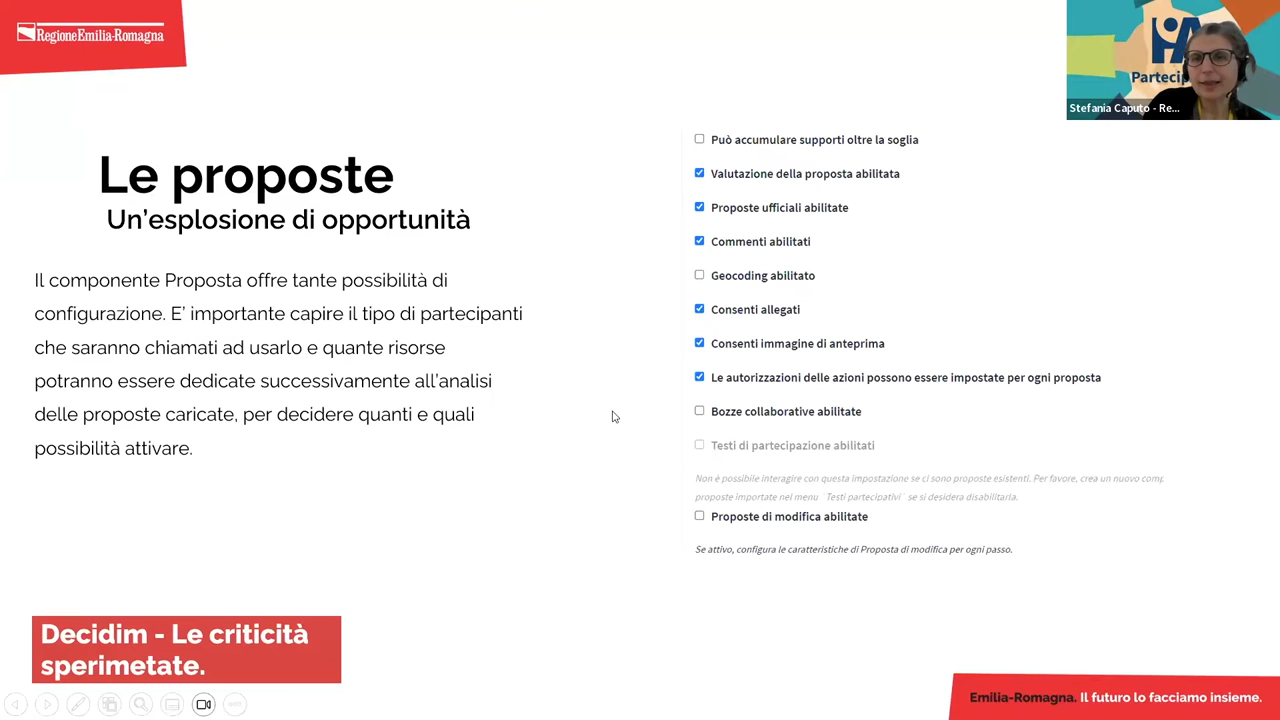 RegioneEmilia-Romagna
Partecip
Stefania Caputo - Re...
Le proposte
Un'esplosione di opportunità
Il componente Proposta offre tante possibilità di
configurazione. E' importante capire il tipo di partecipanti
che saranno chiamati ad usarlo e quante risorse
potranno essere dedicate successivamente all'analisi
delle proposte caricate, per decidere quanti e quali
possibilità attivare.
Può accumulare supporti oltre la soglia
Valutazione della proposta abilitata
Proposte ufficiali abilitate
Commenti abilitati
Geocoding abilitato
Consenti allegati
Consenti immagine di anteprima
Le autorizzazioni delle azioni possono essere impostate per ogni proposta
Bozze collaborative abilitate
Testi di partecipazione abilitati
Non è possibile interagire con questa impostazione se ci sono proposte esistenti. Per favore, crea un nuovo comp
proposte importate nel menu `Testi partecipativi` se si desidera disabilitarla.
Proposte di modifica abilitate
Se attivo, configura le caratteristiche di Proposta di modifica per ogni passo.
Decidim - Le criticità
sperimetate.
Emilia-Romagna. Il futuro lo facciamo insieme.